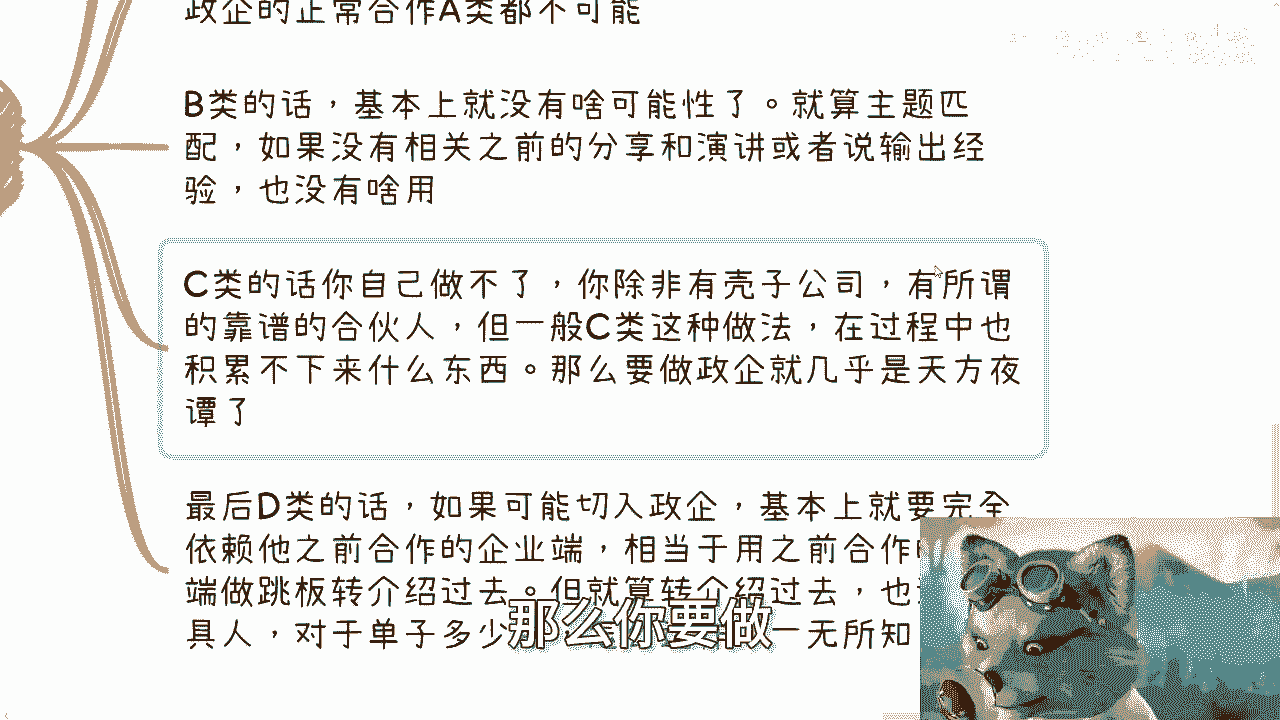 政企的正常合作A类都不可能
B类的话，基本上就没有啥可能性了。就算主题匹
配，如果没有相关之前的分享和演讲或者说输出经
验，也没有啥用
C类的话你自己做不了，你除非有壳子公司，有所谓
的靠谱的合伙人，但一般C类这种做法，在过程中也
积累不下来什么东西。那么要做政企就几乎是天方夜
谭了
最后D类的话，如果可能切入政企，基本上就要完全
依赖他之前合作的企业端，相当于用之前合作
端做跳板转介绍过去。但就算转介绍过去，也
具人，对于单子多少
一无所知
那么你要做